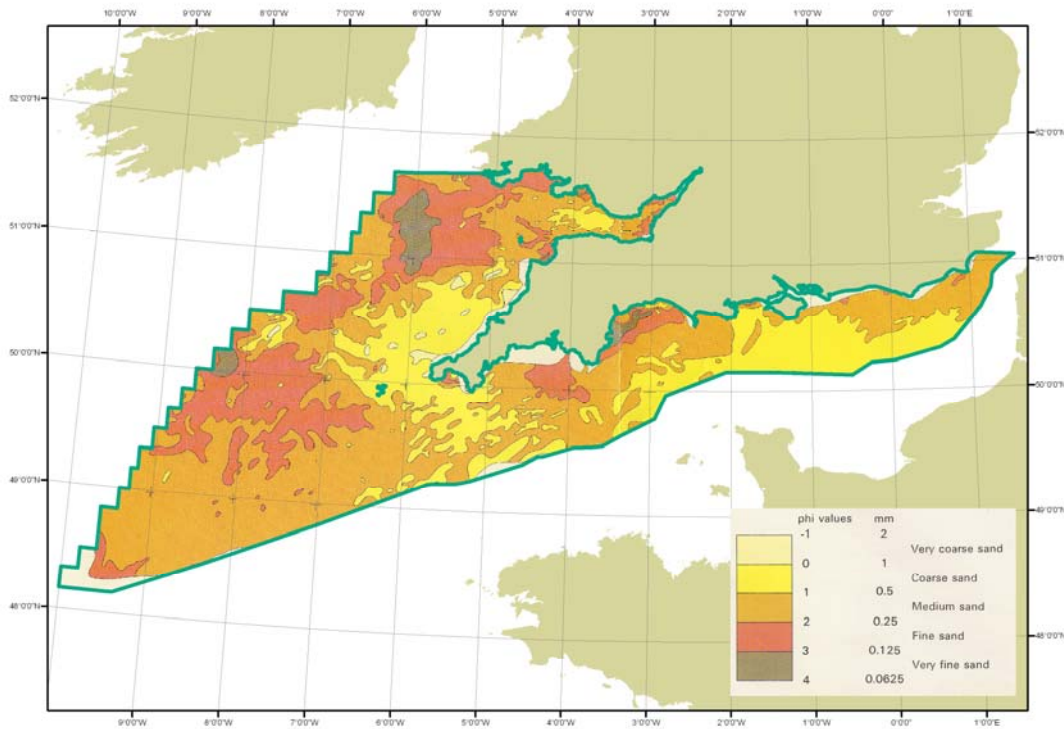 10°0'0"W 9°0'0"W 8°0'0"W 7°0'0"W 6°0'0"W 5°0'0"W 4°0'0"W 3°0'0"W 2°0'0"W 1°0'0"W 0°0'0" 1°0'0"E
52°0'0"N
52°0'0"N
51°0'0"N
51°0'0"N
50°0'0"N
50°0'0"N
49°0'0"N
49°0'0"N
48°0'0"N
48°0'0"N
phi values mm
-1 2
Very coarse sand
0 1
Coarse sand
1 0.5
Medium sand
2 0.25
Fine sand
3 0.125
Very fine sand
4 0.0625
9°0'0"W 8°0'0"W 7°0'0"W 6°0'0"W 5°0'0"W 4°0'0"W 3°0'0"W 2°0'0"W 1°0'0"W 0°0'0" 1°0'0"E